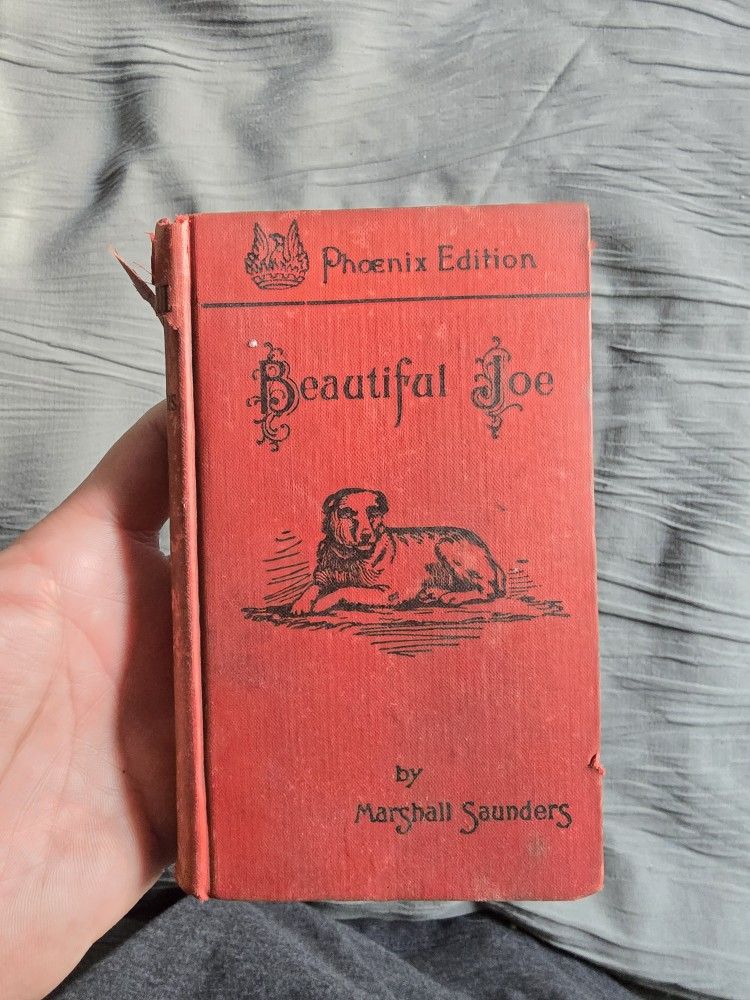 Phœnix Edition
Beautiful Joe
by
Marshall Saunders